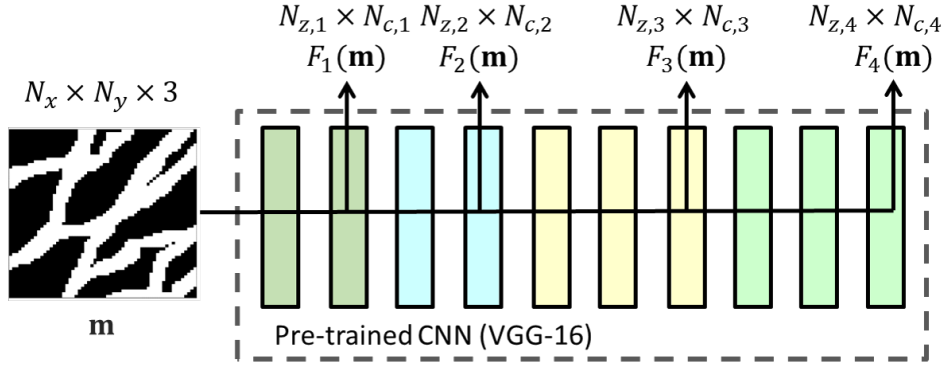 N_{z,1} × N_{c,1} N_{z,2} × N_{c,2} N_{z,3} × N_{c,3} N_{z,4} × N_{c,4}
F_1(m) F_2(m) F_3(m) F_4(m)
N_x × N_y × 3
m
Pre-trained CNN (VGG-16)